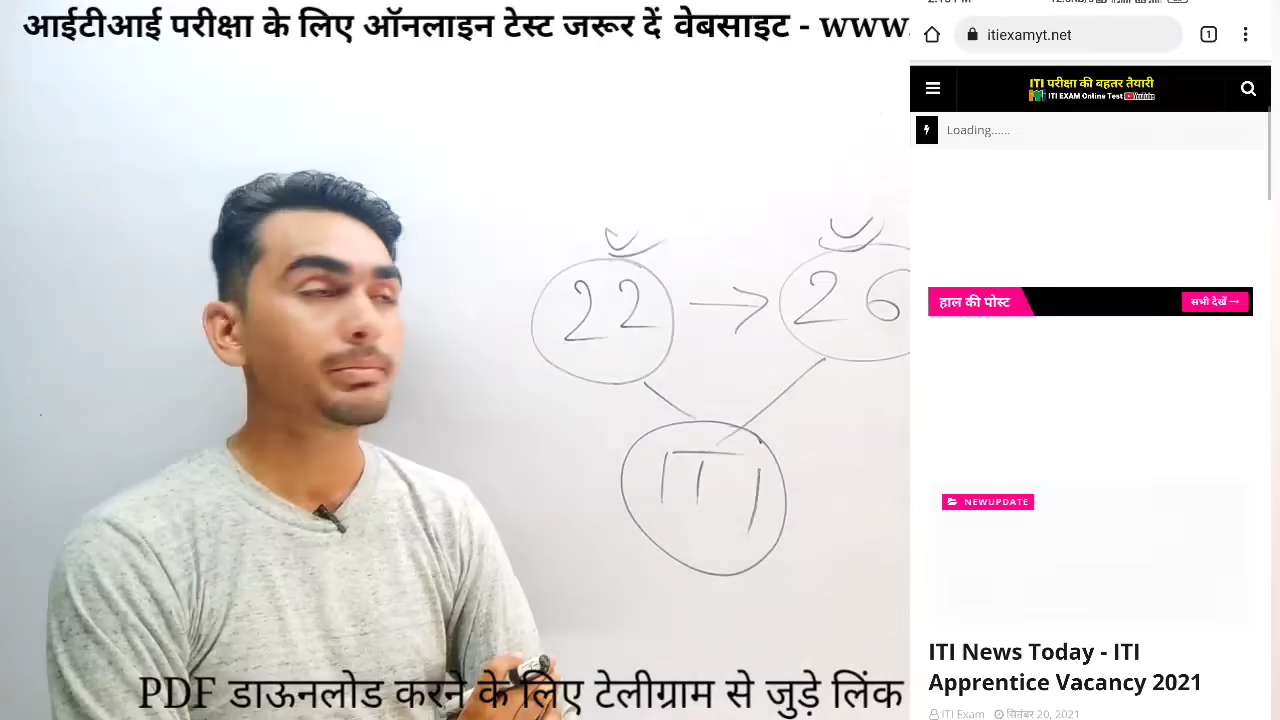 आईटीआई परीक्षा के लिए ऑनलाइन टेस्ट जरूर दें वेबसाइट - www.
itiexamyt.net
1
ITI परीक्षा की बहतर तैयारी
ITI EXAM Online Test Youtube
Loading......
22 → 26
ITI
हाल की पोस्ट
सभी देखें →
NEWUPDATE
ITI News Today - ITI
Apprentice Vacancy 2021
ITI Exam सितंबर 20, 2021
PDF डाऊनलोड करने के लिए टेलीग्राम से जुड़े लिंक